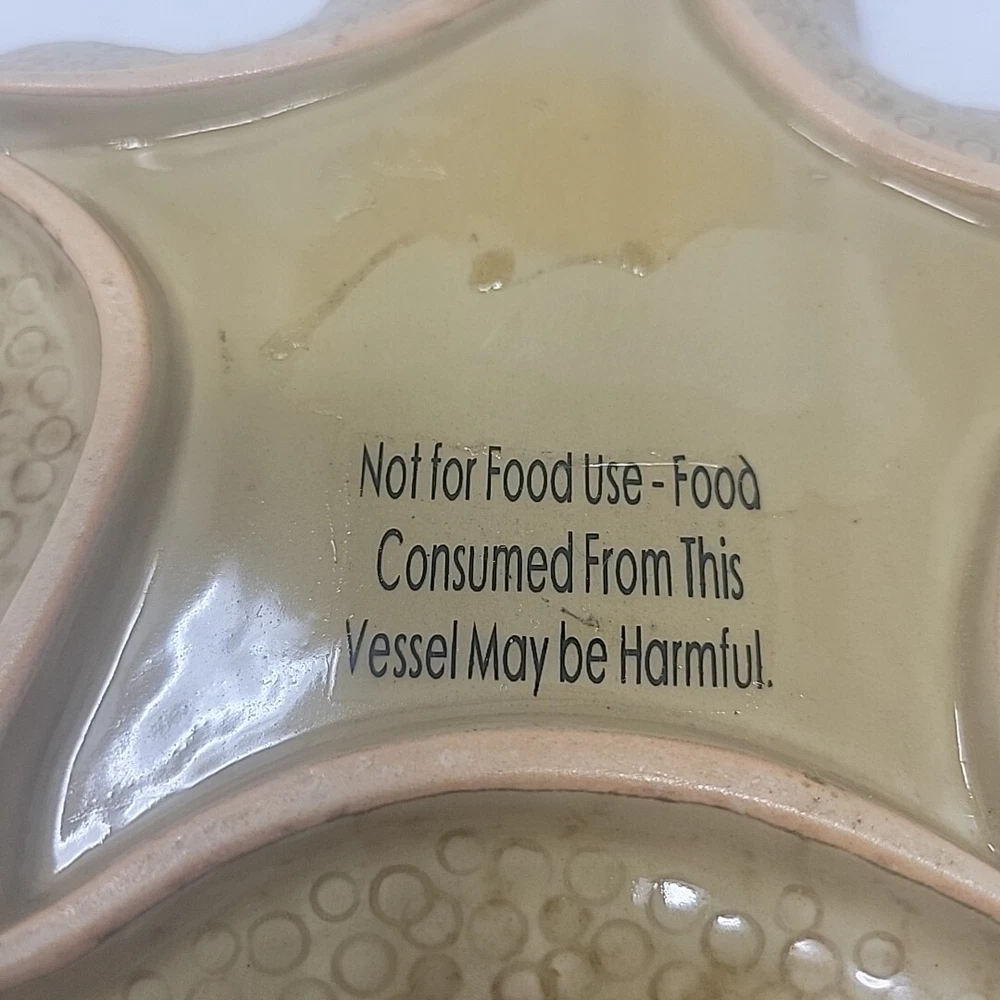 Not for Food Use - Food
Consumed From This
Vessel May be Harmful.